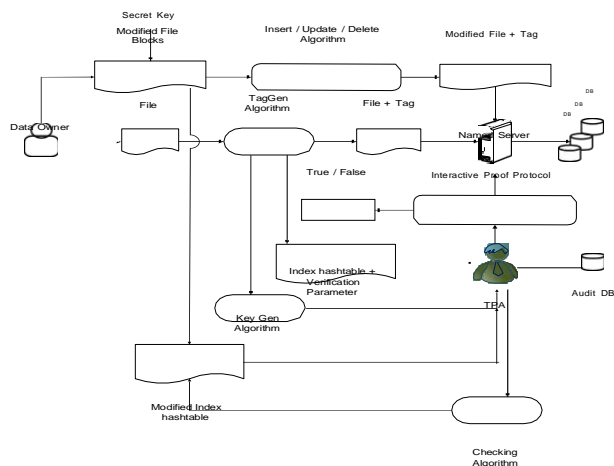 Secret Key
Modified File
Blocks
Insert / Update / Delete
Algorithm
Modified File + Tag
File
TagGen
Algorithm
File + Tag
DB
DB
DB
Data Owner
Name Server
True / False
Interactive Proof Protocol
Index hashtable +
Verification
Parameter
TPA
Audit DB
Key Gen
Algorithm
Modified Index
hashtable
Checking
Algorithm